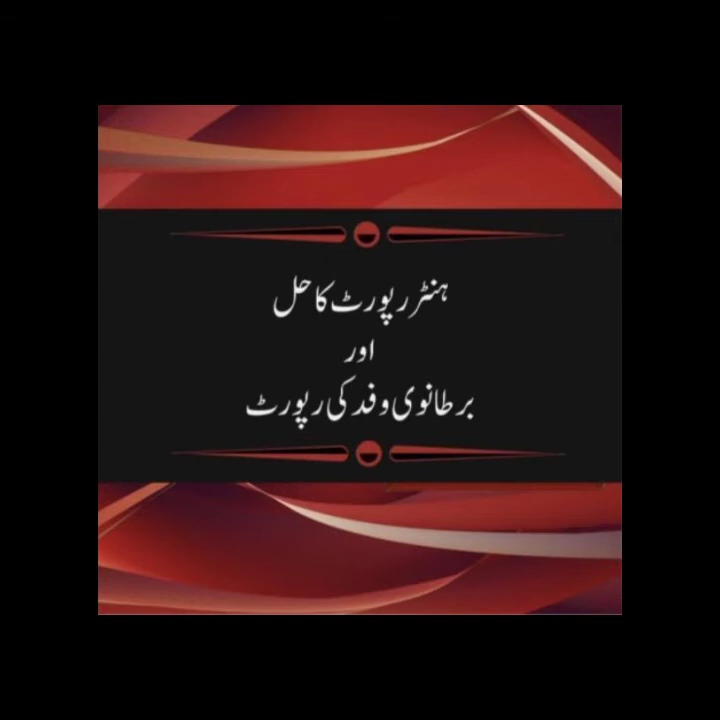 ہنٹر رپورٹ کا حل
اور
برطانوی وفد کی رپورٹ